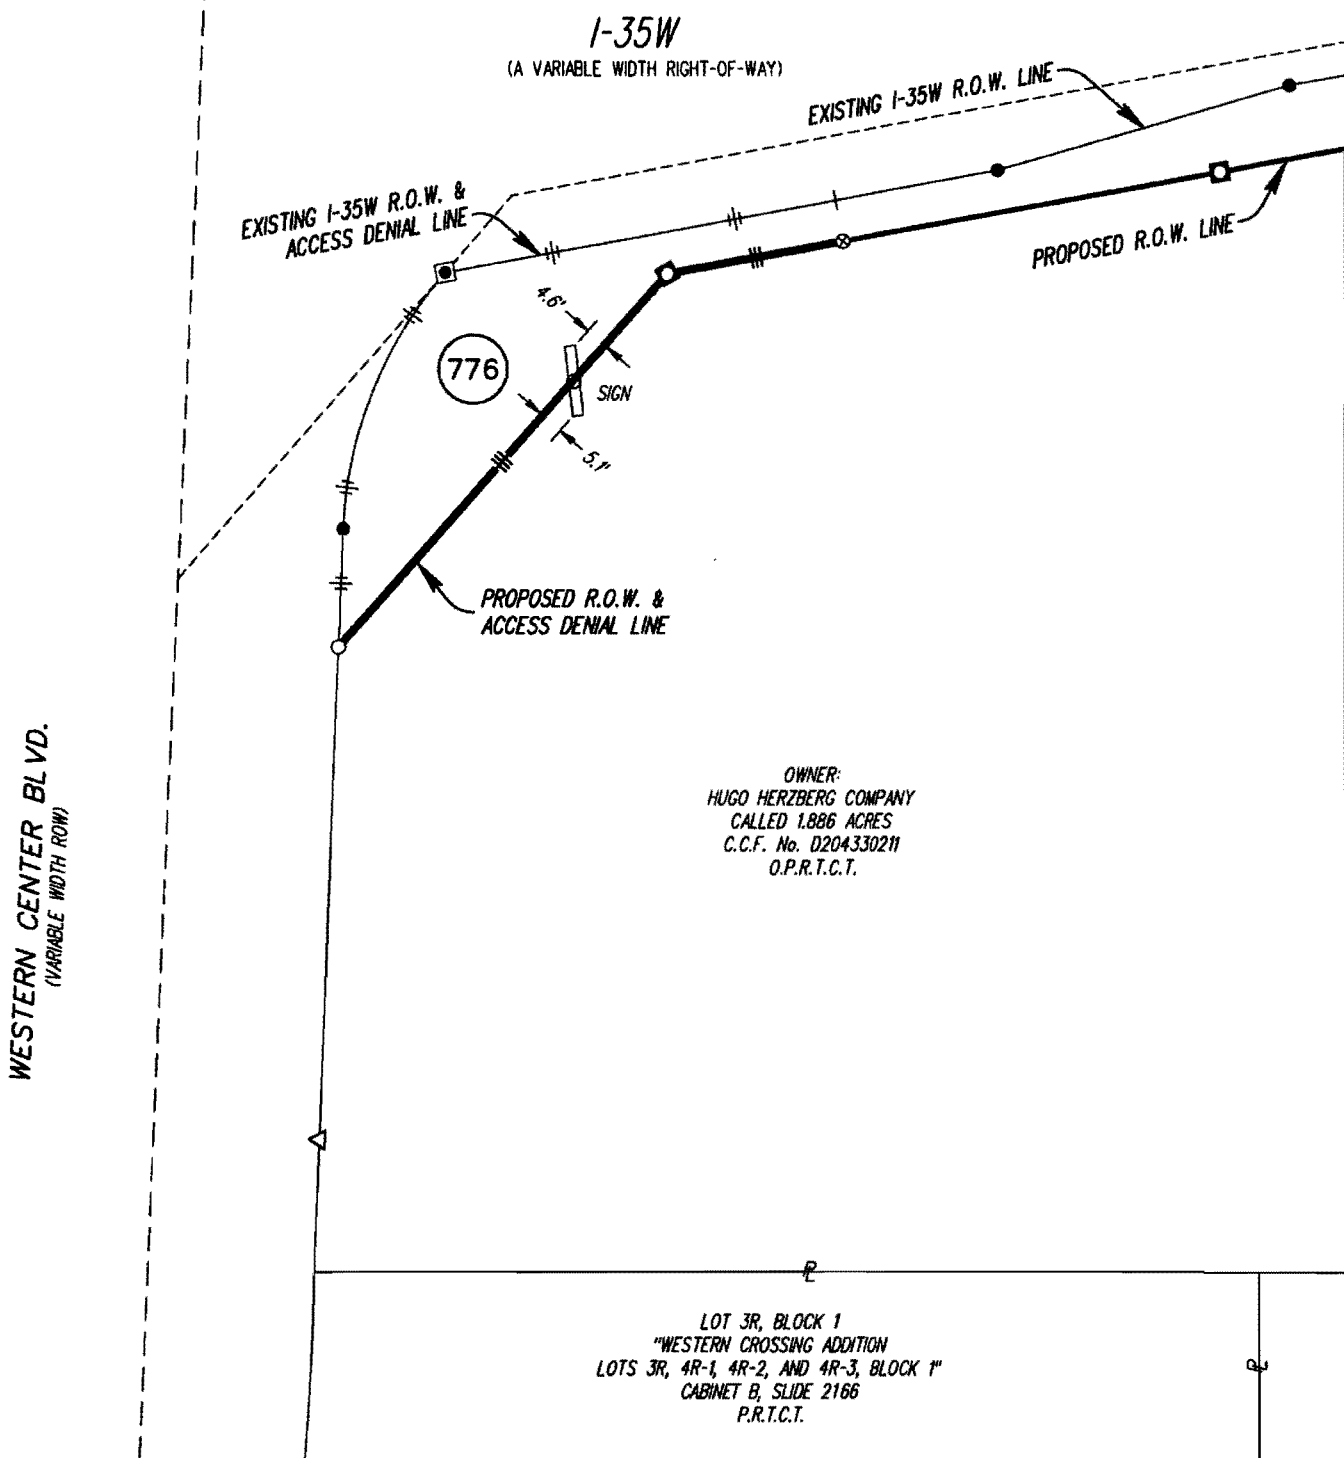 I-35W
(A VARIABLE WIDTH RIGHT-OF-WAY)
EXISTING I-35W R.O.W. LINE
EXISTING I-35W R.O.W. &
ACCESS DENIAL LINE
PROPOSED R.O.W. LINE
4.6'
776
SIGN
5.1'
PROPOSED R.O.W. &
ACCESS DENIAL LINE
WESTERN CENTER BLVD.
(VARIABLE WIDTH ROW)
OWNER:
HUGO HERZBERG COMPANY
CALLED 1.886 ACRES
C.C.F. No. D204330211
O.P.R.T.C.T.
PL
LOT 3R, BLOCK 1
"WESTERN CROSSING ADDITION
LOTS 3R, 4R-1, 4R-2, AND 4R-3, BLOCK 1"
CABINET B, SLIDE 2166
P.R.T.C.T.
PL